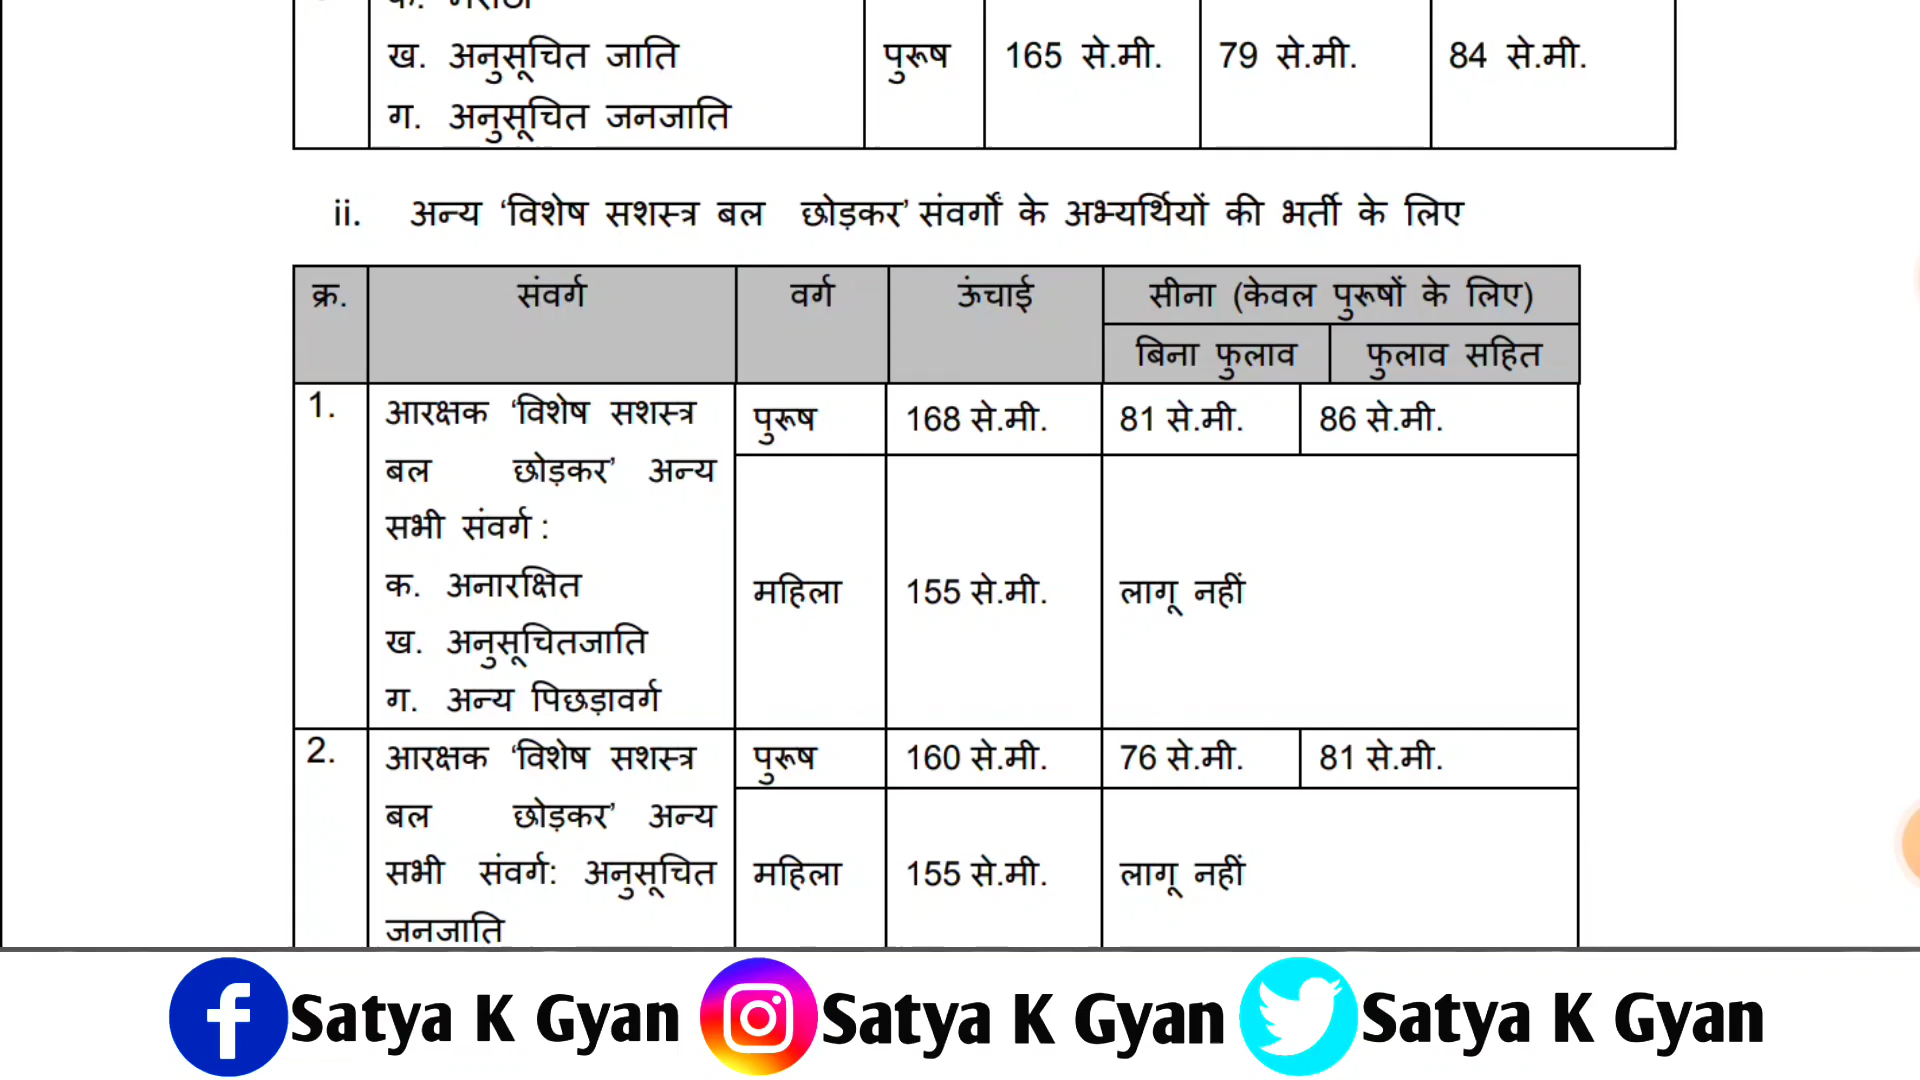 क. मराठा
ख. अनुसूचित जाति
ग. अनुसूचित जनजाति
पुरूष 165 से.मी. 79 से.मी. 84 से.मी.
ii. अन्य ‘विशेष सशस्त्र बल छोड़कर’ संवर्गों के अभ्यर्थियों की भर्ती के लिए
क्र. संवर्ग वर्ग ऊंचाई सीना (केवल पुरूषों के लिए)
बिना फुलाव फुलाव सहित
1. आरक्षक ‘विशेष सशस्त्र
बल छोड़कर’ अन्य
सभी संवर्ग :
क. अनारक्षित
ख. अनुसूचितजाति
ग. अन्य पिछड़ावर्ग
पुरूष 168 से.मी. 81 से.मी. 86 से.मी.
महिला 155 से.मी. लागू नहीं
2. आरक्षक ‘विशेष सशस्त्र
बल छोड़कर’ अन्य
सभी संवर्ग: अनुसूचित
जनजाति
पुरूष 160 से.मी. 76 से.मी. 81 से.मी.
महिला 155 से.मी. लागू नहीं
Satya K Gyan Satya K Gyan Satya K Gyan